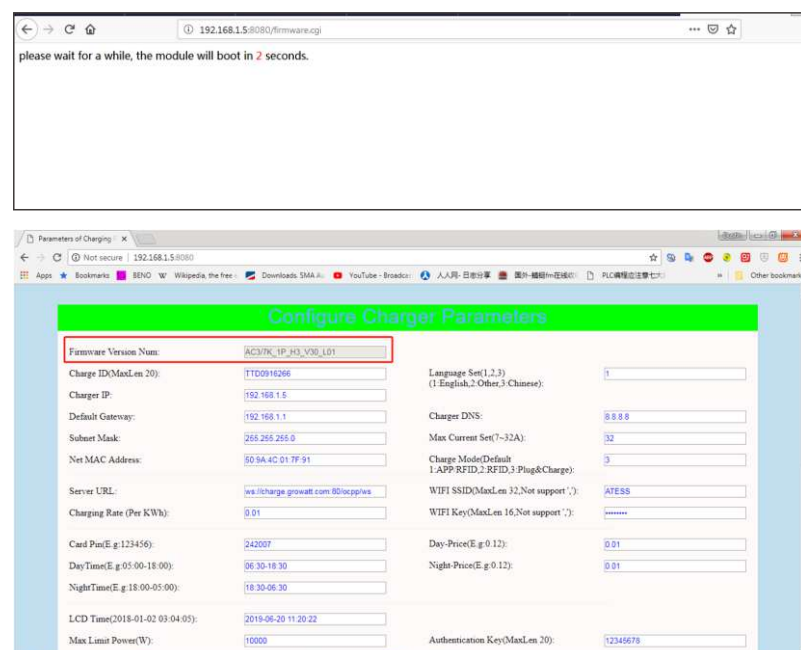 192.168.1.5:8080/firmware.cgi
please wait for a while, the module will boot in 2 seconds.
Parameters of Charging
Not secure | 192.168.1.5:8080
Apps Bookmarks BENO Wikipedia, the free Downloads. SMA YouTube - Broadcas 人人网- 日志分享 Other bookmark
Configure Charger Parameters
Firmware Version Num: AC3/7K_1P_H3_V30_L01
Charge ID(MaxLen 20): TTD0916266 Language Set(1,2,3) 1
(1:English,2:Other,3:Chinese):
Charger IP: 192.168.1.5
Default Gateway: 192.168.1.1 Charger DNS: 8.8.8.8
Subnet Mask: 255.255.255.0 Max Current Set(7~32A): 32
Net MAC Address: 50:9A:4C:01:7F:91 Charge Mode(Default 3
1:APP/RFID,2:RFID,3:Plug&Charge):
Server URL: ws://charge.growatt.com:80/ocpp/ws WIFI SSID(MaxLen 32,Not support ','): ATESS
Charging Rate (Per KWh): 0.01 WIFI Key(MaxLen 16,Not support ','): ••••••••
Card Pin(E.g:123456): 242007 Day-Price(E.g:0.12): 0.01
DayTime(E.g:05:00-18:00): 06:30-18:30 Night-Price(E.g:0.12): 0.01
NightTime(E.g:18:00-05:00): 18:30-06:30
LCD Time(2018-01-02 03:04:05): 2019-06-20 11:20:22
Max Limit Power(W): 10000 Authentication Key(MaxLen 20): 12345678